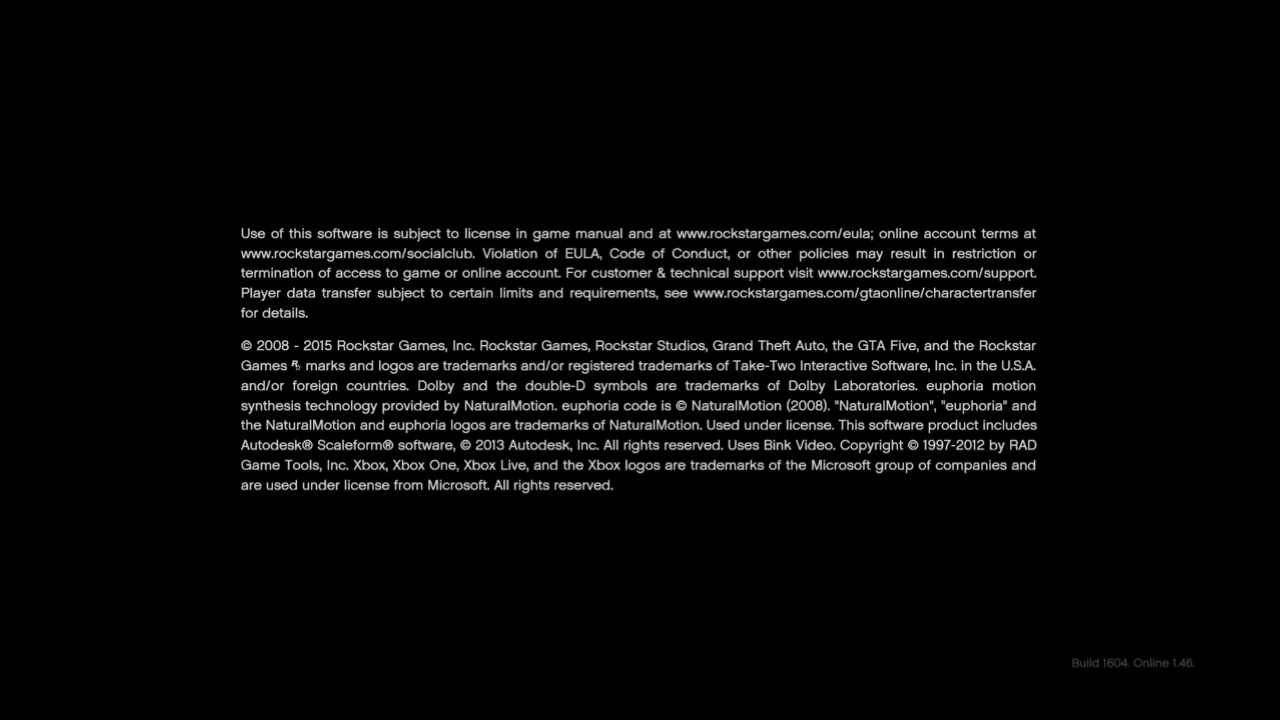 Use of this software is subject to license in game manual and at www.rockstargames.com/eula; online account terms at
www.rockstargames.com/socialclub. Violation of EULA, Code of Conduct, or other policies may result in restriction or
termination of access to game or online account. For customer & technical support visit www.rockstargames.com/support.
Player data transfer subject to certain limits and requirements, see www.rockstargames.com/gtaonline/charactertransfer
for details.
© 2008 - 2015 Rockstar Games, Inc. Rockstar Games, Rockstar Studios, Grand Theft Auto, the GTA Five, and the Rockstar
Games R* marks and logos are trademarks and/or registered trademarks of Take-Two Interactive Software, Inc. in the U.S.A.
and/or foreign countries. Dolby and the double-D symbols are trademarks of Dolby Laboratories. euphoria motion
synthesis technology provided by NaturalMotion. euphoria code is © NaturalMotion (2008). "NaturalMotion", "euphoria" and
the NaturalMotion and euphoria logos are trademarks of NaturalMotion. Used under license. This software product includes
Autodesk® Scaleform® software, © 2013 Autodesk, Inc. All rights reserved. Uses Bink Video. Copyright © 1997-2012 by RAD
Game Tools, Inc. Xbox, Xbox One, Xbox Live, and the Xbox logos are trademarks of the Microsoft group of companies and
are used under license from Microsoft. All rights reserved.
Build 1604. Online 1.46.